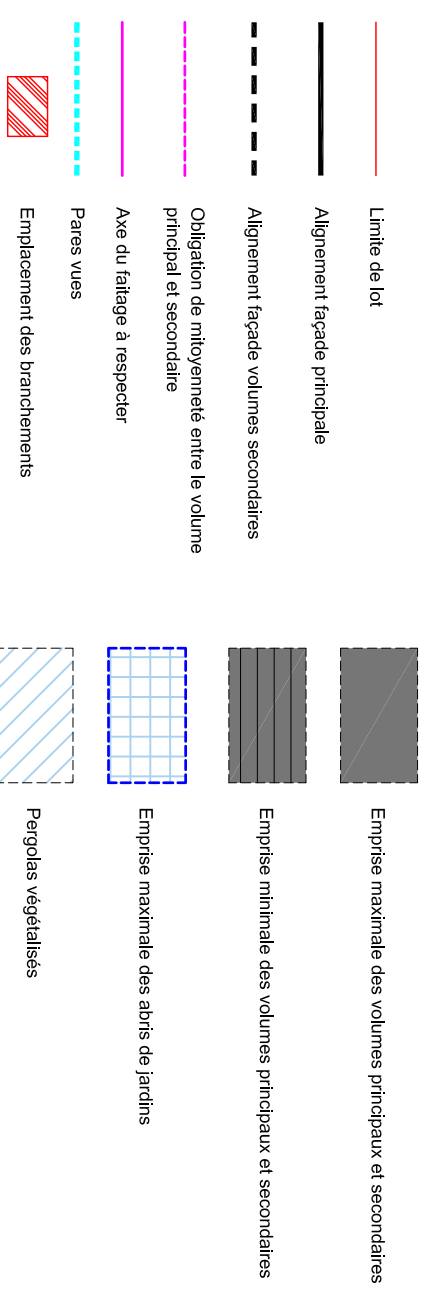 Limite de lot
Alignement façade principale
Alignement façade volumes secondaires
Obligation de mitoyenneté entre le volume
principal et secondaire
Axe du faitage à respecter
Pares vues
Emplacement des branchements
Emprise maximale des volumes principaux et secondaires
Emprise minimale des volumes principaux et secondaires
Emprise maximale des abris de jardins
Pergolas végétalisés